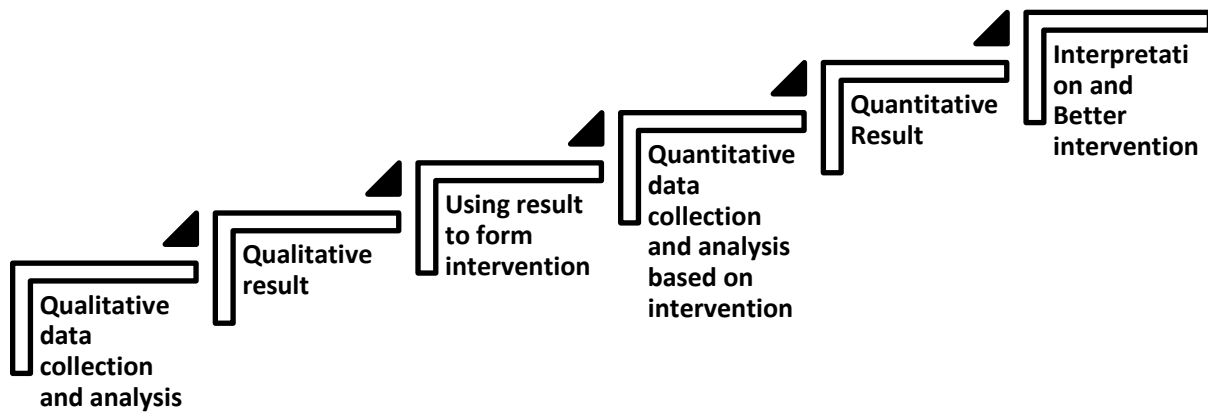 Qualitative
data
collection
and analysis
Qualitative
result
Using result
to form
intervention
Quantitative
data
collection
and analysis
based on
intervention
Quantitative
Result
Interpretati
on and
Better
intervention